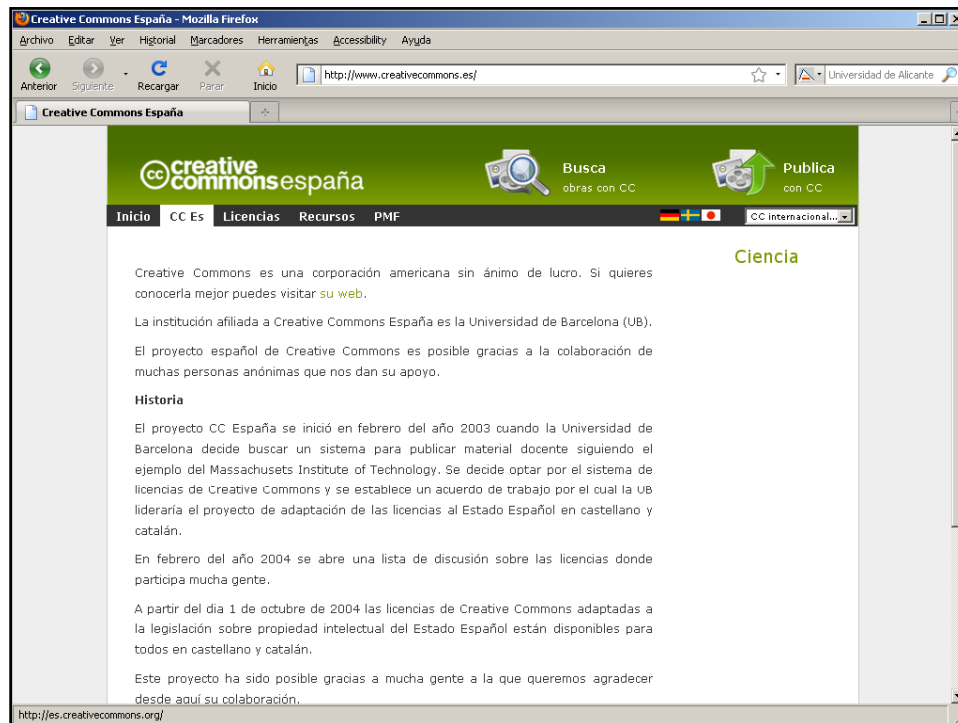 Creative Commons España - Mozilla Firefox
Archivo Editar Ver Historial Marcadores Herramientas Accessibility Ayuda
Anterior Siguiente Recargar Parar Inicio http://www.creativecommons.es/ Universidad de Alicante
Creative Commons España
cc creative commons españa
Busca
obras con CC
Publica
con CC
Inicio CC Es Licencias Recursos PMF CC internacional...
Ciencia
Creative Commons es una corporación americana sin ánimo de lucro. Si quieres
conocerla mejor puedes visitar su web.
La institución afiliada a Creative Commons España es la Universidad de Barcelona (UB).
El proyecto español de Creative Commons es posible gracias a la colaboración de
muchas personas anónimas que nos dan su apoyo.
Historia
El proyecto CC España se inició en febrero del año 2003 cuando la Universidad de
Barcelona decide buscar un sistema para publicar material docente siguiendo el
ejemplo del Massachusets Institute of Technology. Se decide optar por el sistema de
licencias de Creative Commons y se establece un acuerdo de trabajo por el cual la UB
lideraría el proyecto de adaptación de las licencias al Estado Español en castellano y
catalán.
En febrero del año 2004 se abre una lista de discusión sobre las licencias donde
participa mucha gente.
A partir del dia 1 de octubre de 2004 las licencias de Creative Commons adaptadas a
la legislación sobre propiedad intelectual del Estado Español están disponibles para
todos en castellano y catalán.
Este proyecto ha sido posible gracias a mucha gente a la que queremos agradecer
desde aquí su colaboración.
http://es.creativecommons.org/